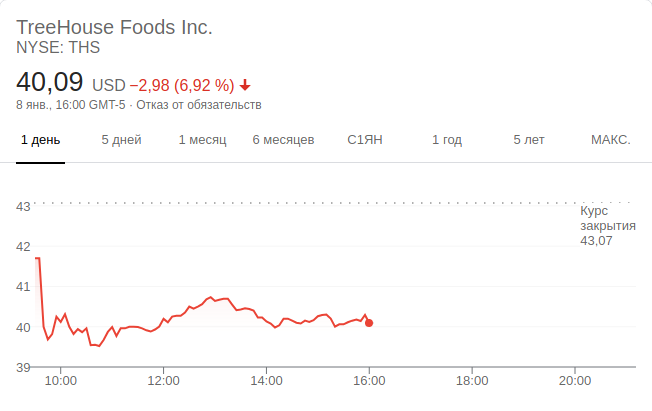 TreeHouse Foods Inc.
NYSE: THS
40,09 USD −2,98 (6,92 %)
8 янв., 16:00 GMT-5 · Отказ от обязательств
1 день 5 дней 1 месяц 6 месяцев С1ЯН 1 год 5 лет МАКС.
43
Курс
закрытия
43,07
42
41
40
39
10:00 12:00 14:00 16:00 18:00 20:00